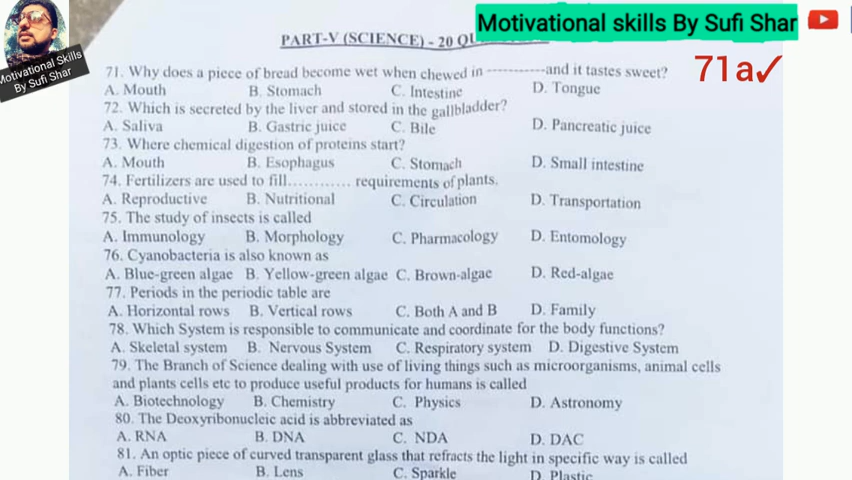 Motivational skills By Sufi Shar
Motivational Skills
By Sufi Shar
PART-V (SCIENCE) - 20
71a✓
71. Why does a piece of bread become wet when chewed in ----------and it tastes sweet?
A. Mouth B. Stomach C. Intestine D. Tongue
72. Which is secreted by the liver and stored in the gallbladder?
A. Saliva B. Gastric juice C. Bile D. Pancreatic juice
73. Where chemical digestion of proteins start?
A. Mouth B. Esophagus C. Stomach D. Small intestine
74. Fertilizers are used to fill............ requirements of plants.
A. Reproductive B. Nutritional C. Circulation D. Transportation
75. The study of insects is called
A. Immunology B. Morphology C. Pharmacology D. Entomology
76. Cyanobacteria is also known as
A. Blue-green algae B. Yellow-green algae C. Brown-algae D. Red-algae
77. Periods in the periodic table are
A. Horizontal rows B. Vertical rows C. Both A and B D. Family
78. Which System is responsible to communicate and coordinate for the body functions?
A. Skeletal system B. Nervous System C. Respiratory system D. Digestive System
79. The Branch of Science dealing with use of living things such as microorganisms, animal cells
and plants cells etc to produce useful products for humans is called
A. Biotechnology B. Chemistry C. Physics D. Astronomy
80. The Deoxyribonucleic acid is abbreviated as
A. RNA B. DNA C. NDA D. DAC
81. An optic piece of curved transparent glass that refracts the light in specific way is called
A. Fiber B. Lens C. Sparkle D. Plastic